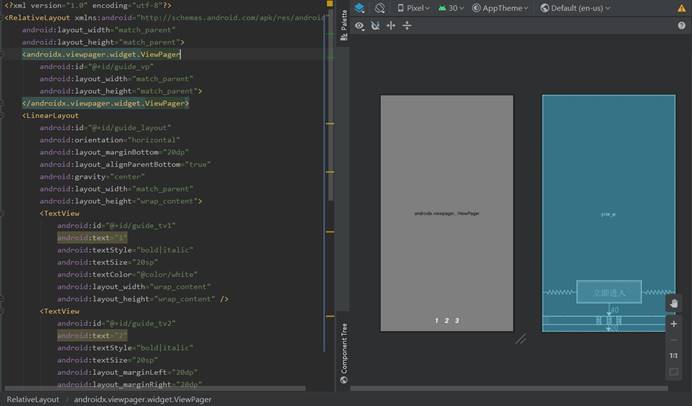 <?xml version="1.0" encoding="utf-8"?>
<RelativeLayout xmlns:android="http://schemas.android.com/apk/res/android
android:layout_width="match_parent"
android:layout_height="match_parent">
<androidx.viewpager.widget.ViewPager
android:id="@+id/guide_vp"
android:layout_width="match_parent"
android:layout_height="match_parent">
</androidx.viewpager.widget.ViewPager>
<LinearLayout
android:id="@+id/guide_layout"
android:orientation="horizontal"
android:layout_marginBottom="20dp"
android:layout_alignParentBottom="true"
android:gravity="center"
android:layout_width="match_parent"
android:layout_height="wrap_content">
<TextView
android:id="@+id/guide_tv1"
android:text="1"
android:textStyle="bold|italic"
android:textSize="20sp"
android:textColor="@color/white"
android:layout_width="wrap_content"
android:layout_height="wrap_content" />
<TextView
android:id="@+id/guide_tv2"
android:text="2"
android:textStyle="bold|italic"
android:textSize="20sp"
android:layout_marginLeft="20dp"
android:layout_marginRight="20dp"
RelativeLayout
androidx.viewpager.widget.ViewPager
Palette
Component Tree
Pixel
30
AppTheme
Default (en-us)
1 2 3
立即进入
40
1:1